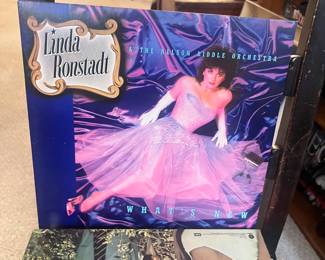 Linda
Ronstadt
& THE NELSON RIDDLE ORCHESTRA
WHAT'S NEW